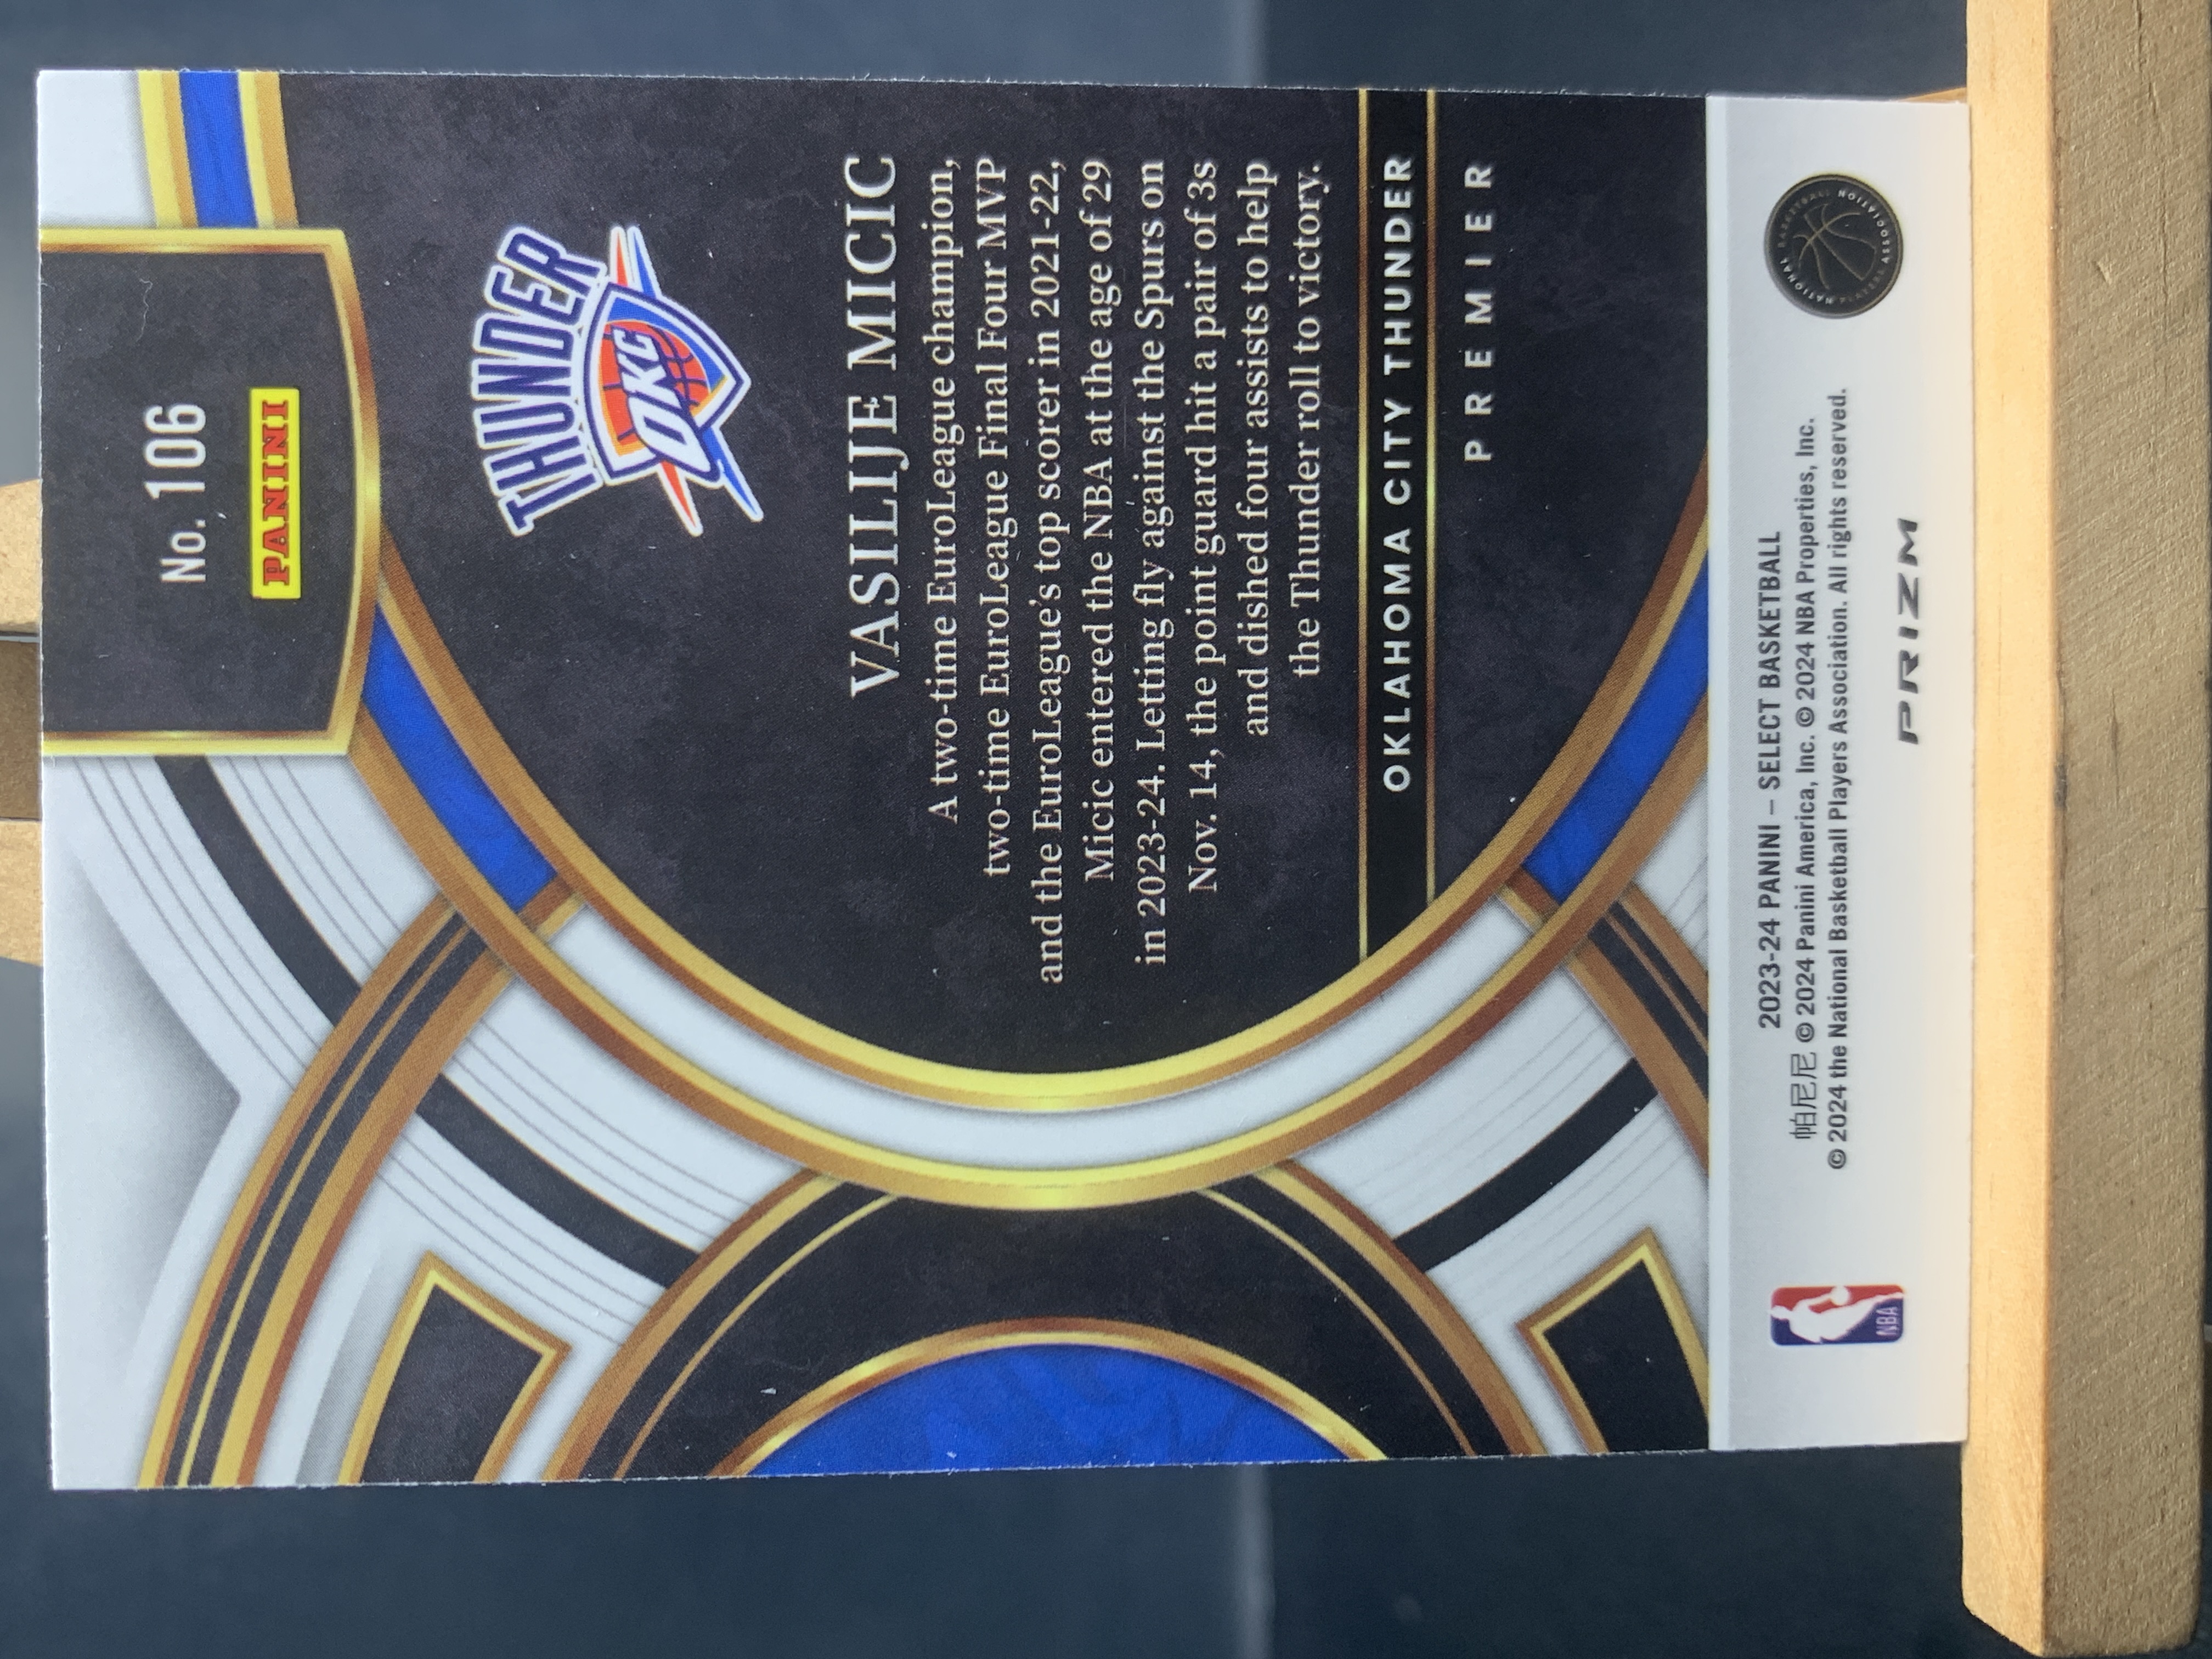 No. 106
PANINI
THUNDER
OKC
VASILIJE MICIC
A two-time EuroLeague champion,
two-time EuroLeague Final Four MVP
and the EuroLeague's top scorer in 2021-22,
Micic entered the NBA at the age of 29
in 2023-24. Letting fly against the Spurs on
Nov. 14, the point guard hit a pair of 3s
and dished four assists to help
the Thunder roll to victory.
OKLAHOMA CITY THUNDER
PREMIER
2023-24 PANINI – SELECT BASKETBALL
帕尼尼 © 2024 Panini America, Inc. © 2024 NBA Properties, Inc.
© 2024 the National Basketball Players Association. All rights reserved.
PRIZM
NBA
NATIONAL BASKETBALL PLAYERS ASSOCIATION